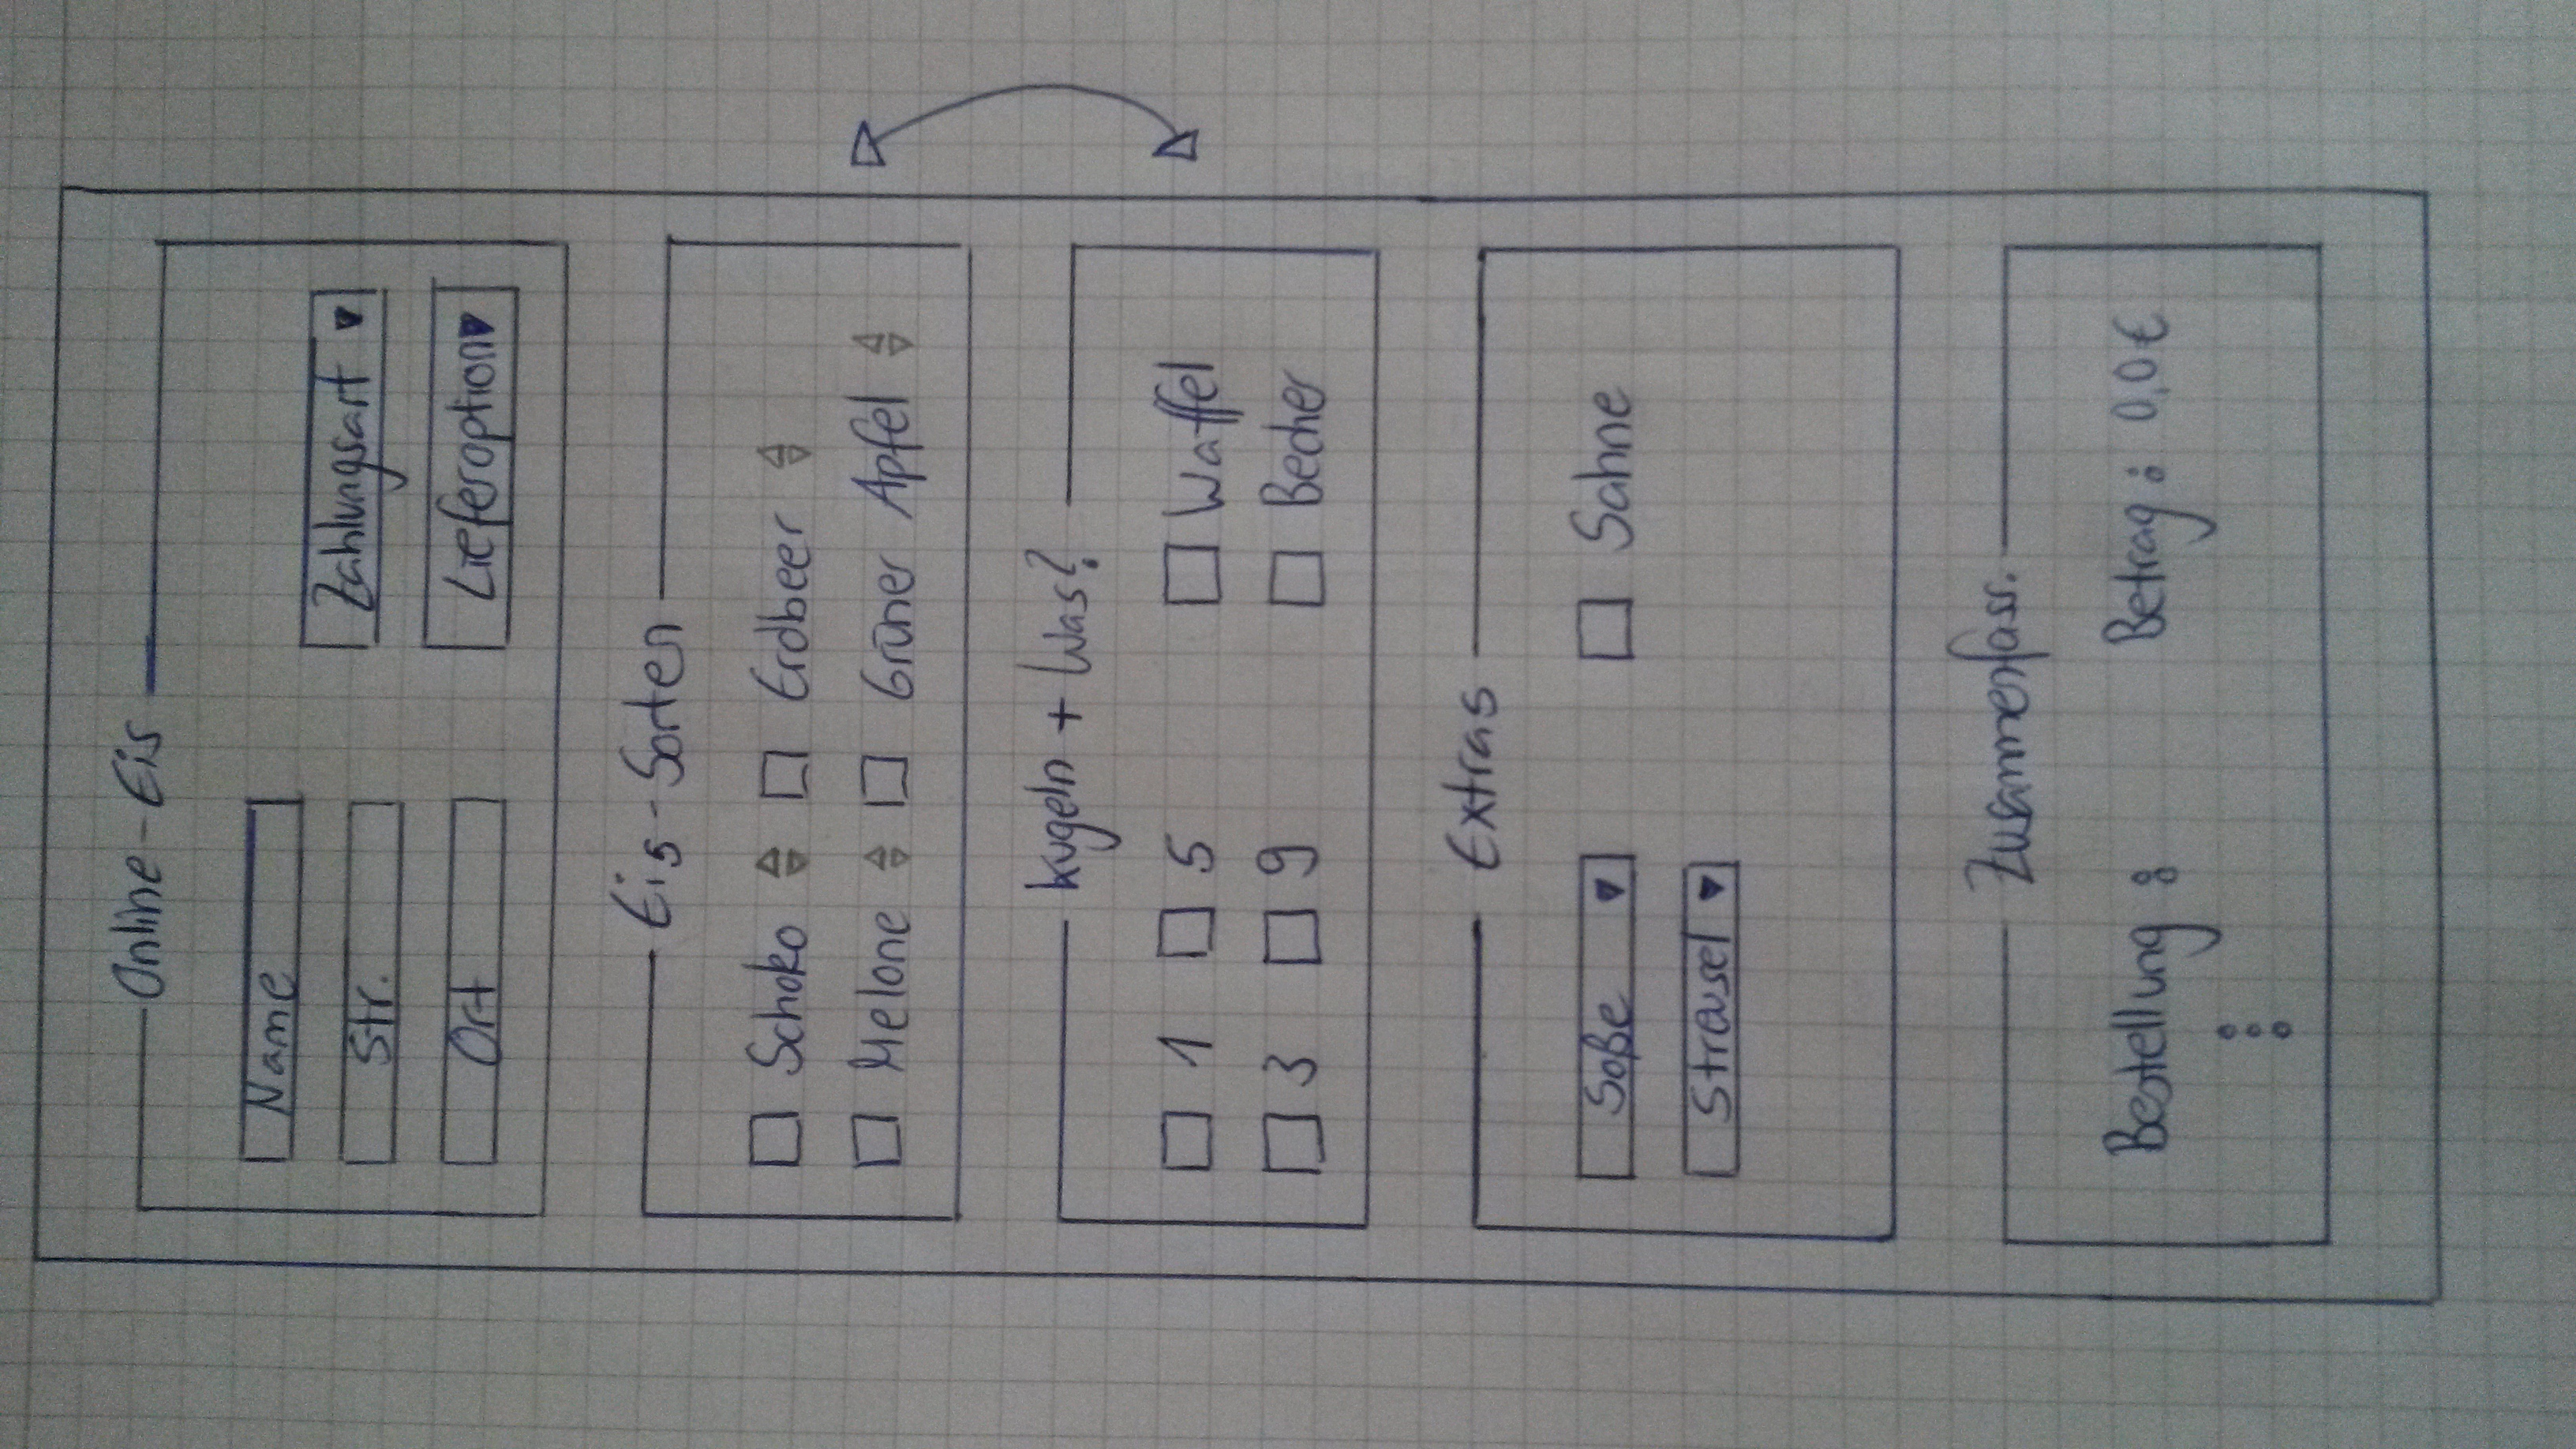 Online-Eis
Name
Str.
Ort
Zahlungsart
Lieferoption
Eis-Sorten
Schoko Erdbeer
Melone Grüner Apfel
Kugeln + Was?
1 5 Waffel
3 9 Becher
Extras
Soße Sahne
Streusel
Zusammenfass.
Bestellung : Betrag : 0,0€